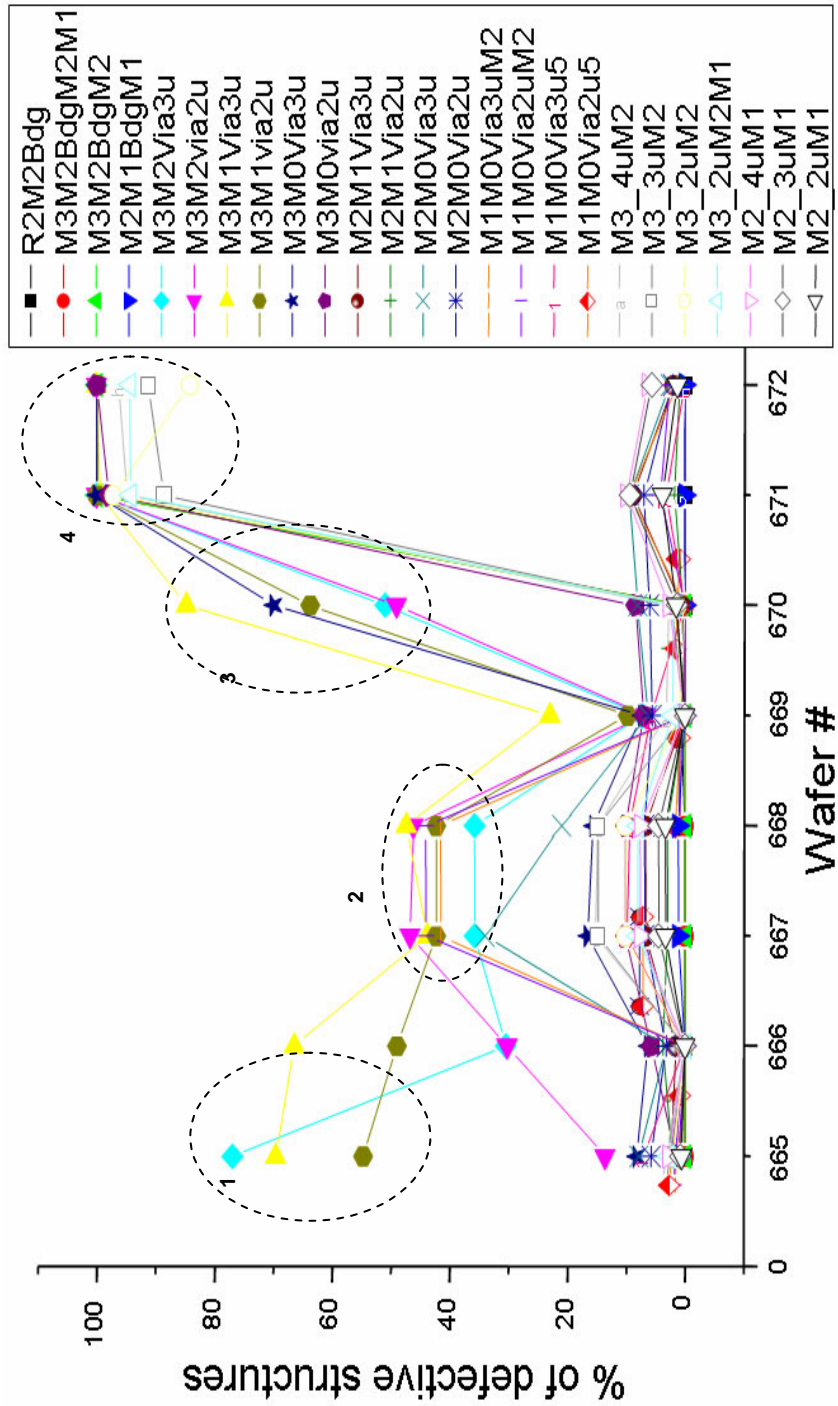 R2M2Bdg
M3M2BdgM2M1
M3M2BdgM2
M2M1BdgM1
M3M2Via3u
M3M2via2u
M3M1Via3u
M3M1via2u
M3M0Via3u
M3M0via2u
M2M1Via3u
M2M1Via2u
M2M0Via3u
M2M0Via2u
M1M0Via3uM2
M1M0Via2uM2
1 M1M0Via3u5
M1M0Via2u5
a M3_4uM2
M3_3uM2
M3_2uM2
M3_2uM2M1
M2_4uM1
M2_3uM1
M2_2uM1
% of defective structures
100
80
60
40
20
0
1
2
3
4
h
0 665 666 667 668 669 670 671 672
Wafer #